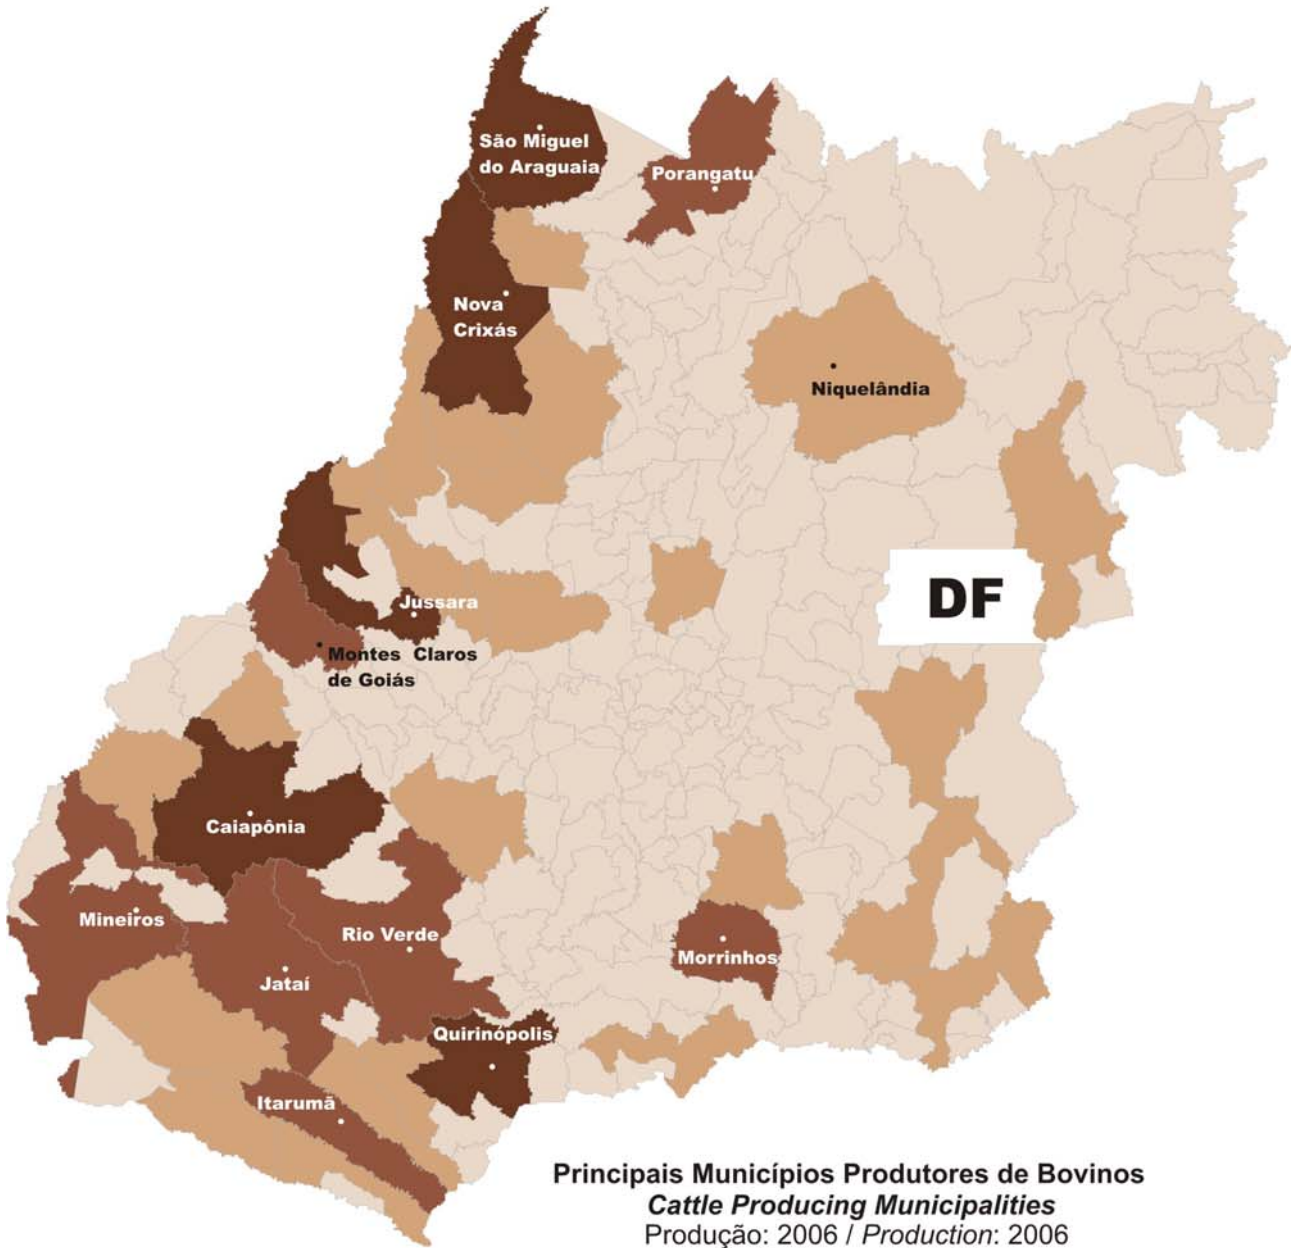 São Miguel
do Araguaia
Porangatu
Nova
Crixás
Niquelândia
DF
Jussara
Montes Claros
de Goiás
Caiapônia
Mineiros
Rio Verde
Morrinhos
Jataí
Quirinópolis
Itarumã
Principais Municípios Produtores de Bovinos
Cattle Producing Municipalities
Produção: 2006 / Production: 2006